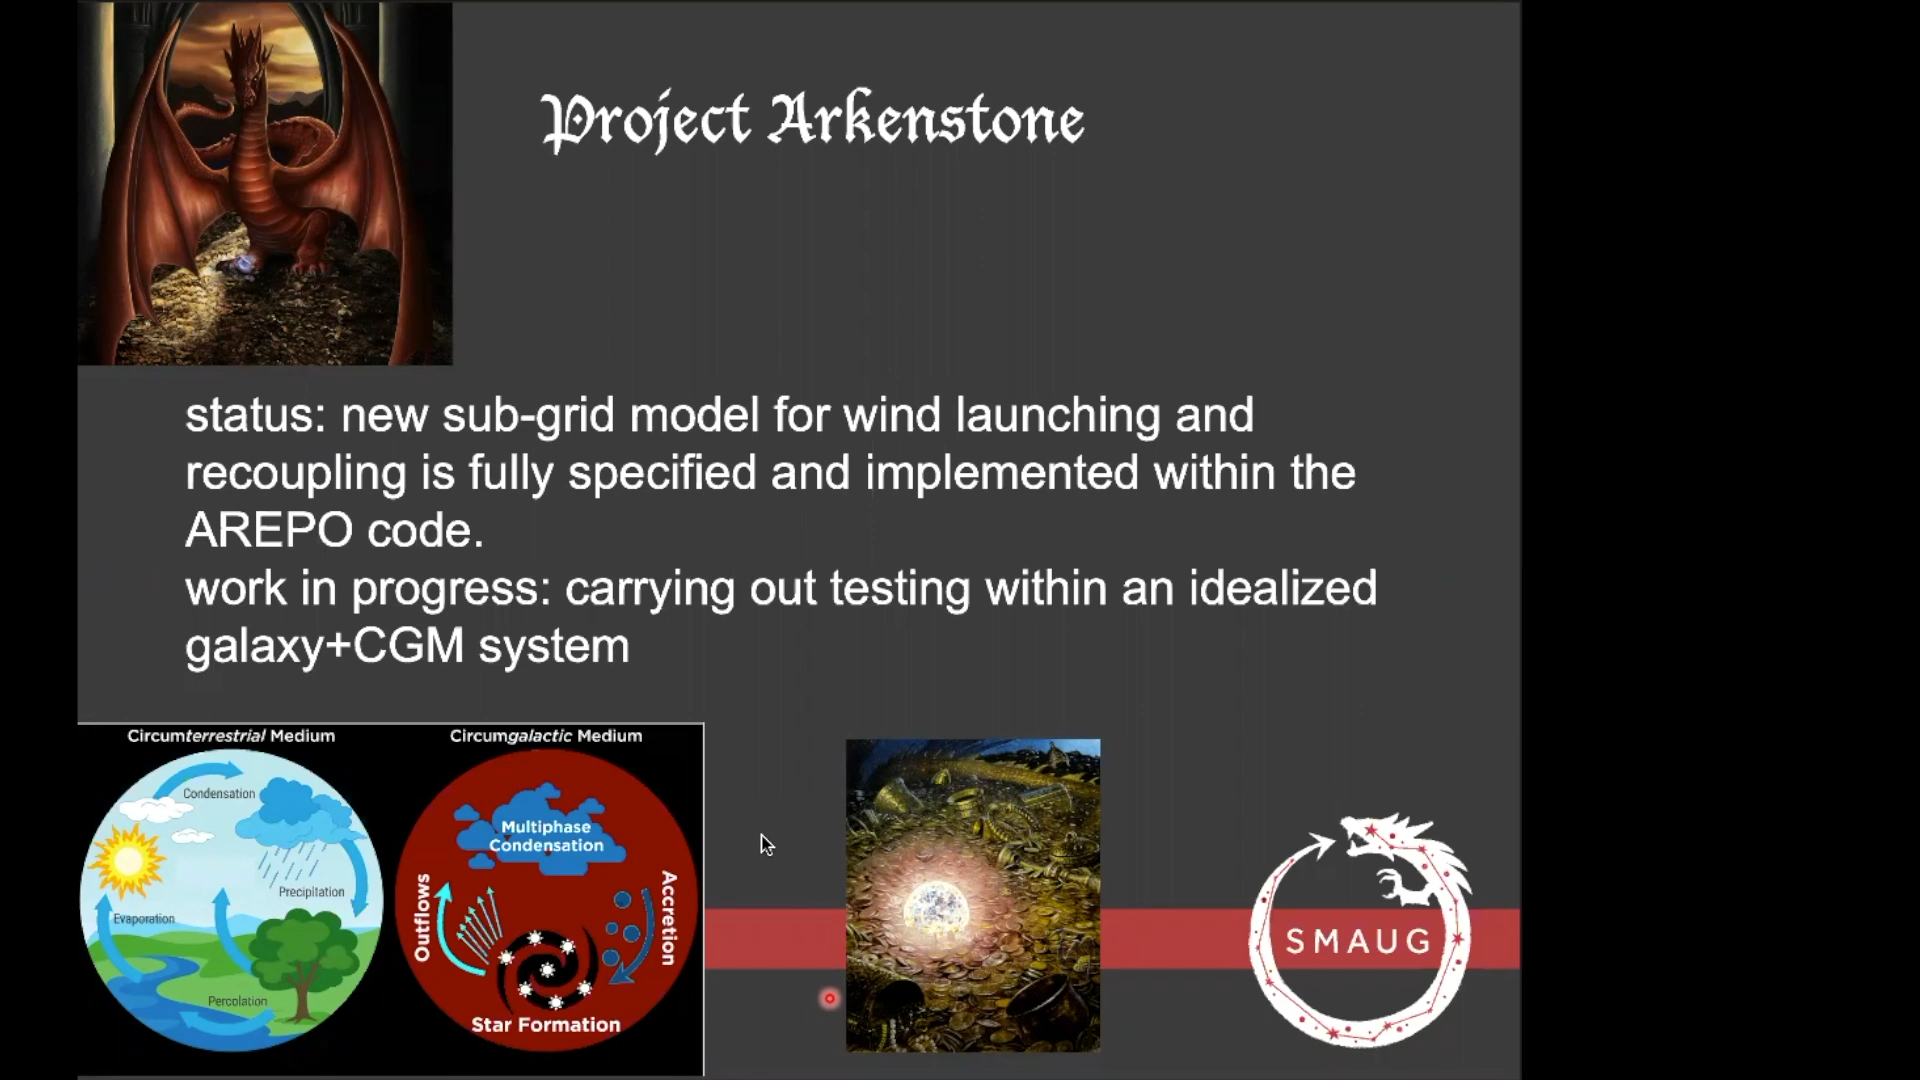 Project Arkenstone
status: new sub-grid model for wind launching and
recoupling is fully specified and implemented within the
AREPO code.
work in progress: carrying out testing within an idealized
galaxy+CGM system
Circumterrestrial Medium
Condensation
Precipitation
Evaporation
Percolation
Circumgalactic Medium
Multiphase
Condensation
Outflows
Accretion
Star Formation
SMAUG